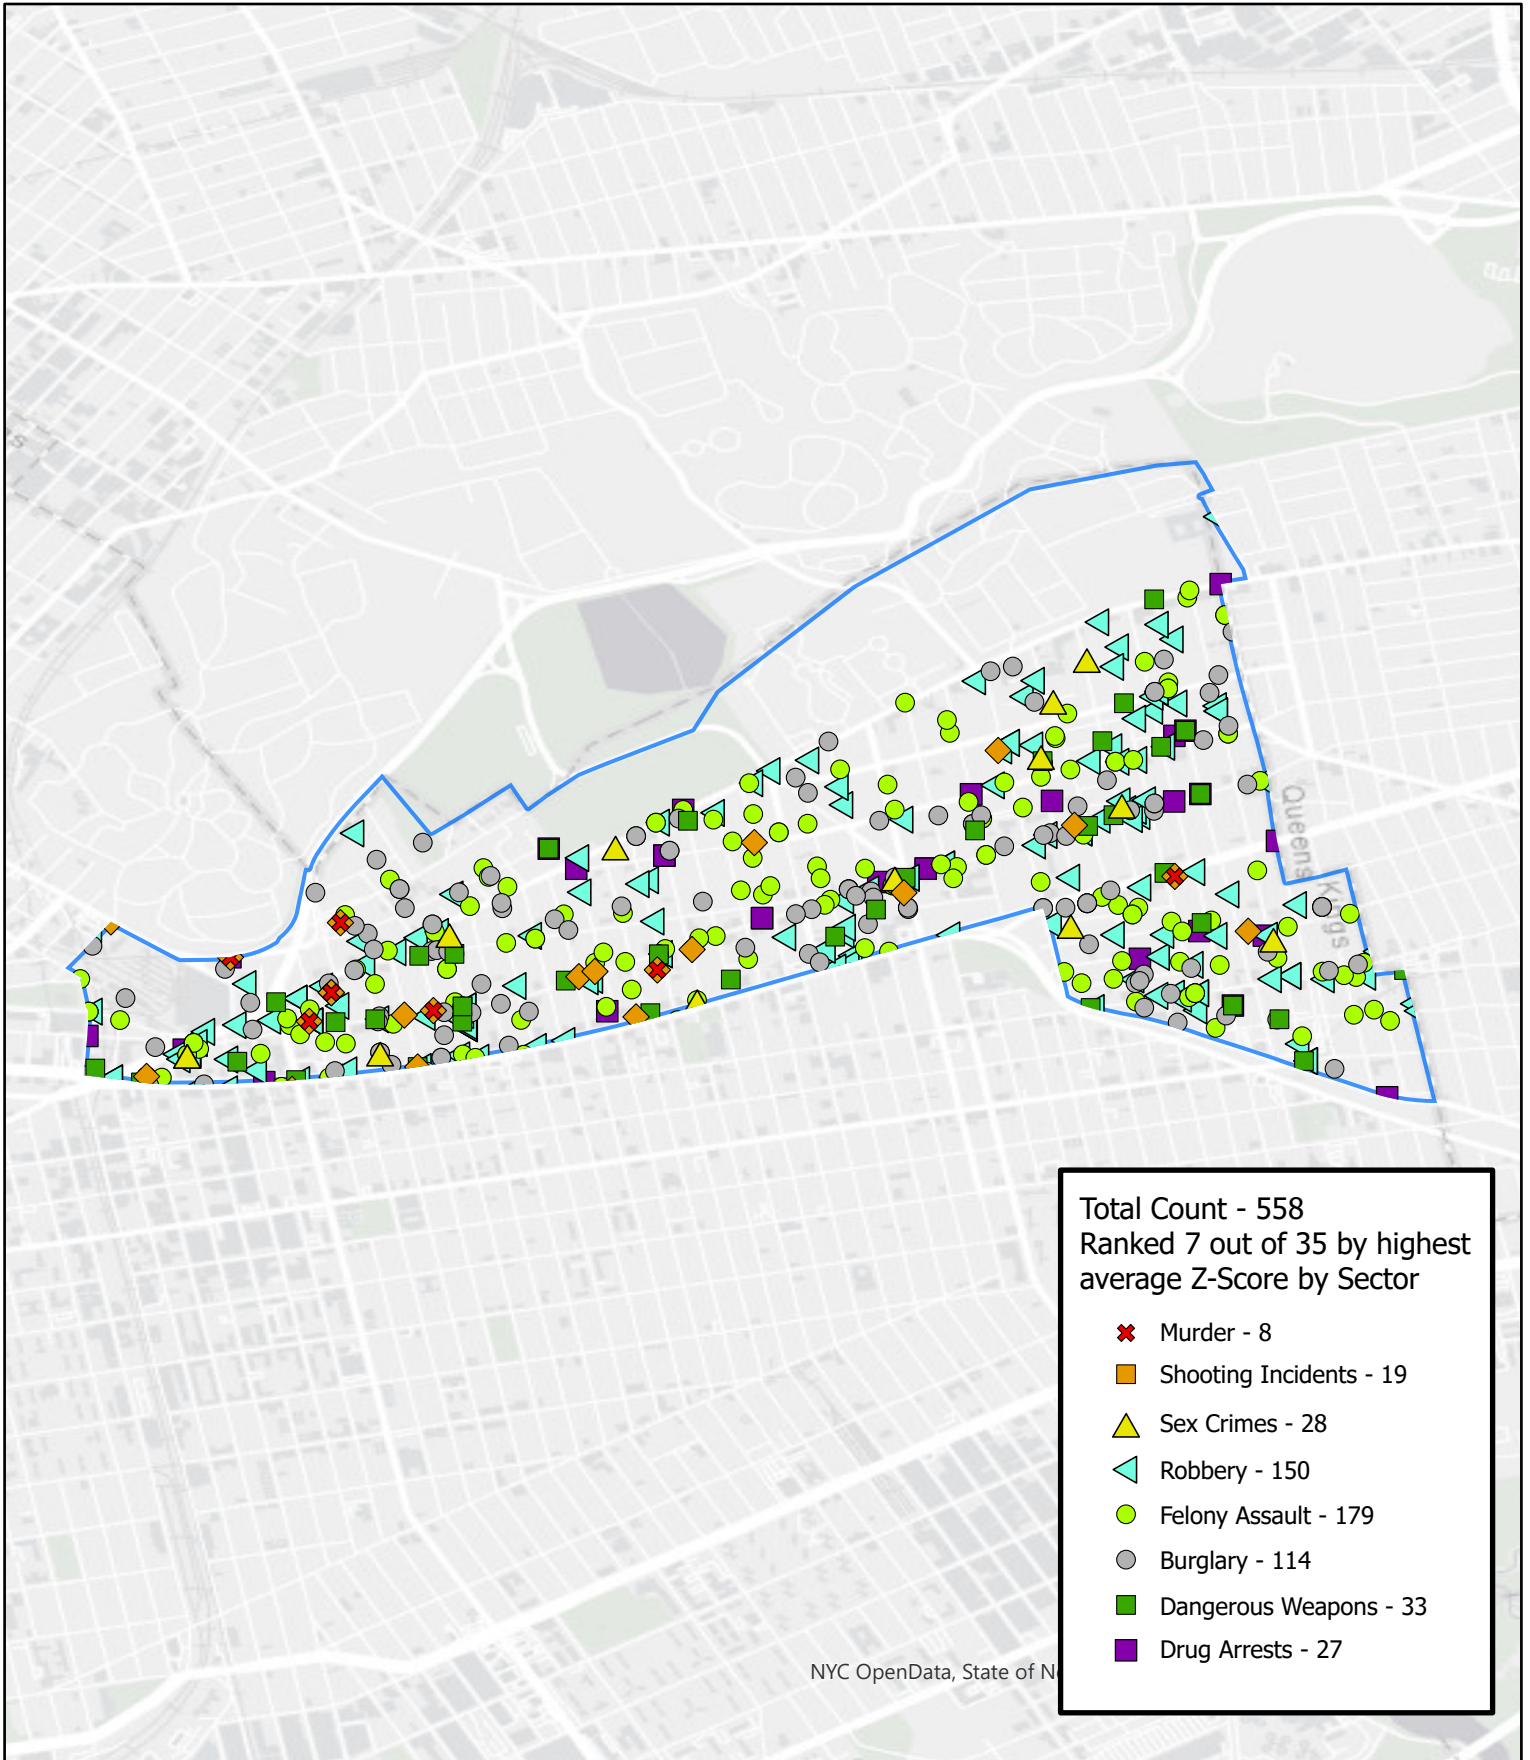 Queens
Kings
Total Count - 558
Ranked 7 out of 35 by highest
average Z-Score by Sector
Murder - 8
Shooting Incidents - 19
Sex Crimes - 28
Robbery - 150
Felony Assault - 179
Burglary - 114
Dangerous Weapons - 33
Drug Arrests - 27
NYC OpenData, State of